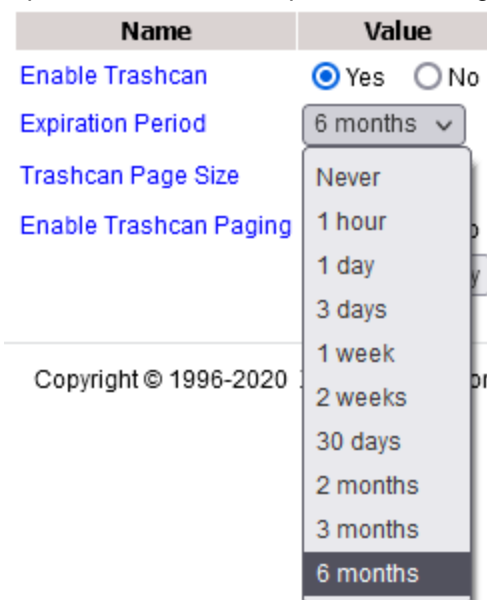 Name Value
Enable Trashcan Yes No
Expiration Period 6 months
Trashcan Page Size Never
Enable Trashcan Paging 1 hour
1 day
3 days
1 week
Copyright © 1996-2020 2 weeks
30 days
2 months
3 months
6 months